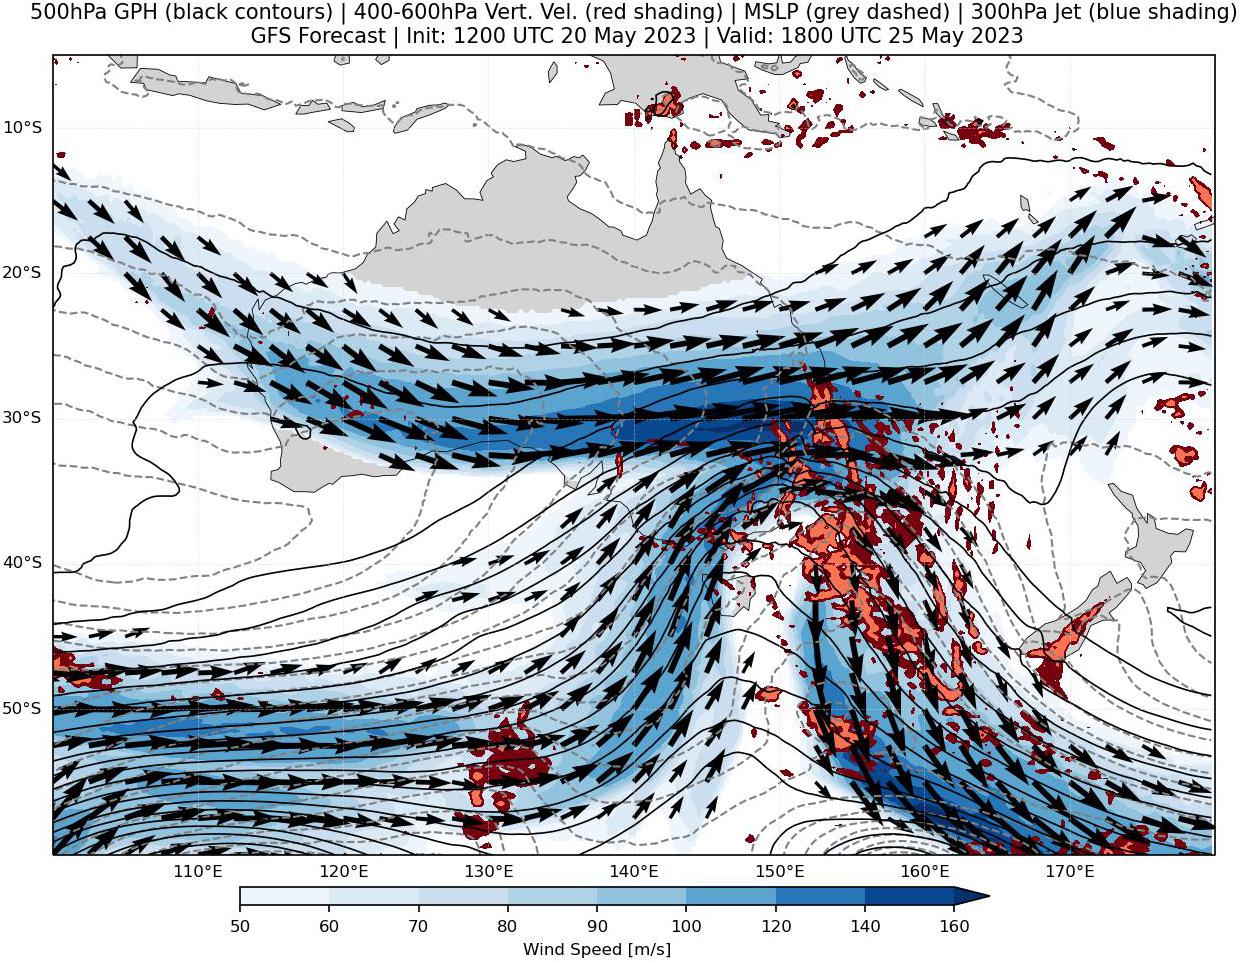 500hPa GPH (black contours) | 400-600hPa Vert. Vel. (red shading) | MSLP (grey dashed) | 300hPa Jet (blue shading)
GFS Forecast | Init: 1200 UTC 20 May 2023 | Valid: 1800 UTC 25 May 2023
10°S
20°S
30°S
40°S
50°S
110°E 120°E 130°E 140°E 150°E 160°E 170°E
50 60 70 80 90 100 120 140 160
Wind Speed [m/s]